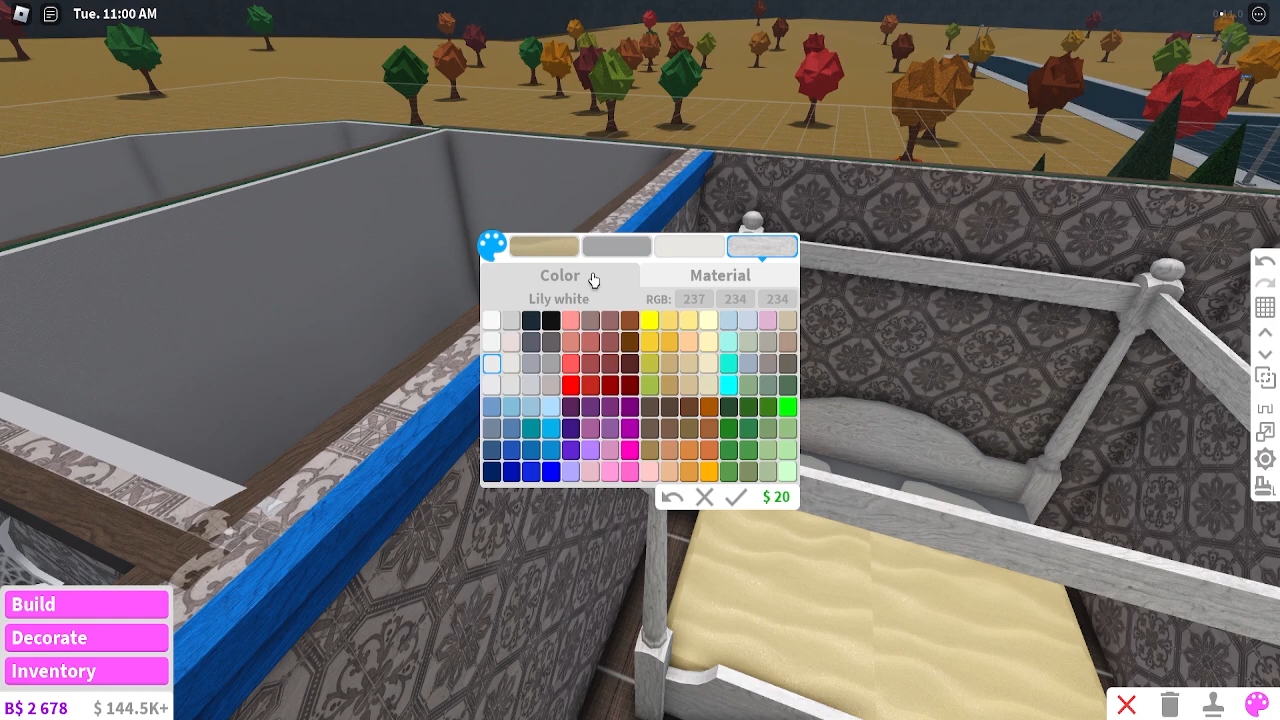 Tue. 11:00 AM
Color
Material
Lily white
RGB: 237 234 234
$ 20
Build
Decorate
Inventory
B$ 2 678 $ 144.5K+